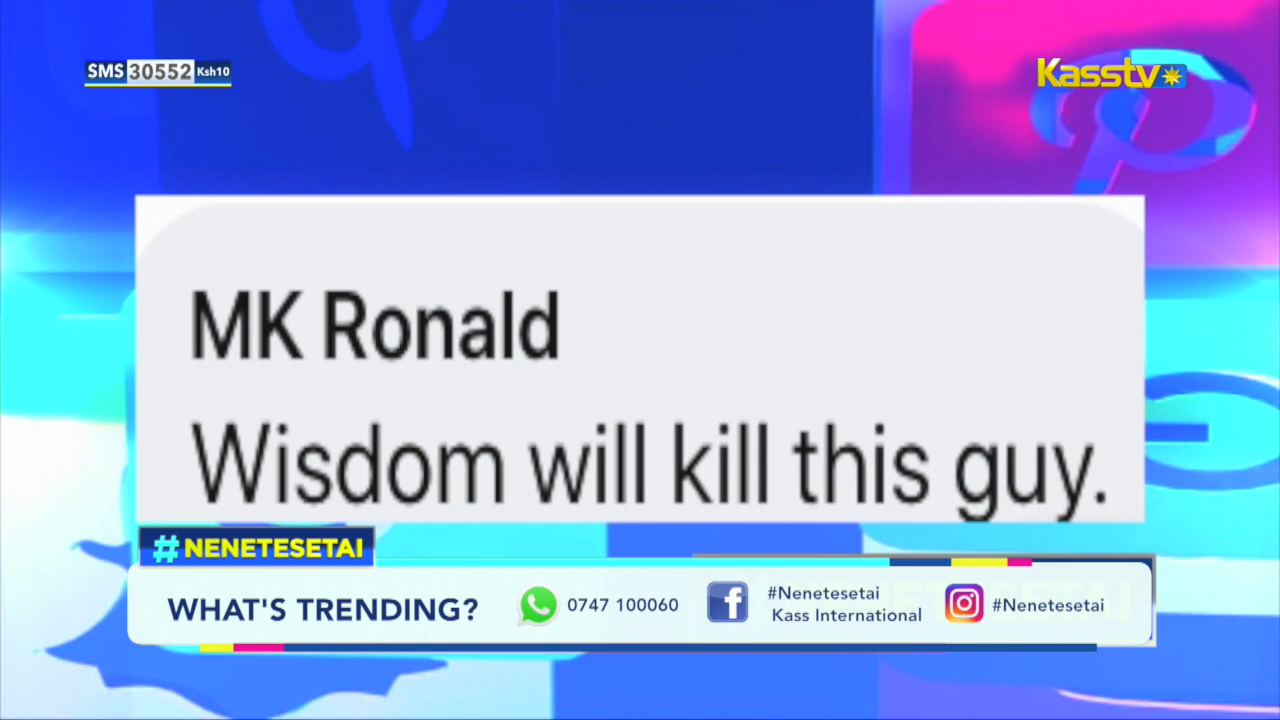 SMS 30552 Ksh10
Kasstv
MK Ronald
Wisdom will kill this guy.
#NENETESETAI
WHAT'S TRENDING?
0747 100060
#Nenetesetai
Kass International
#Nenetesetai